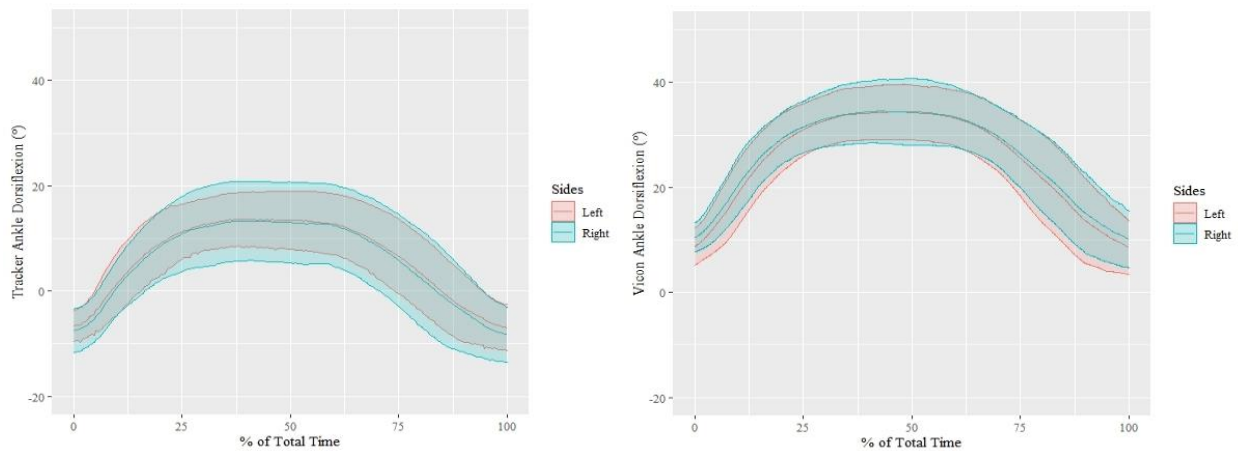 Tracker Ankle Dorsiflexion (º)
40
20
0
-20
0 25 50 75 100
% of Total Time
Sides
Left
Right
Vicon Ankle Dorsiflexion (º)
40
20
0
-20
0 25 50 75 100
% of Total Time
Sides
Left
Right